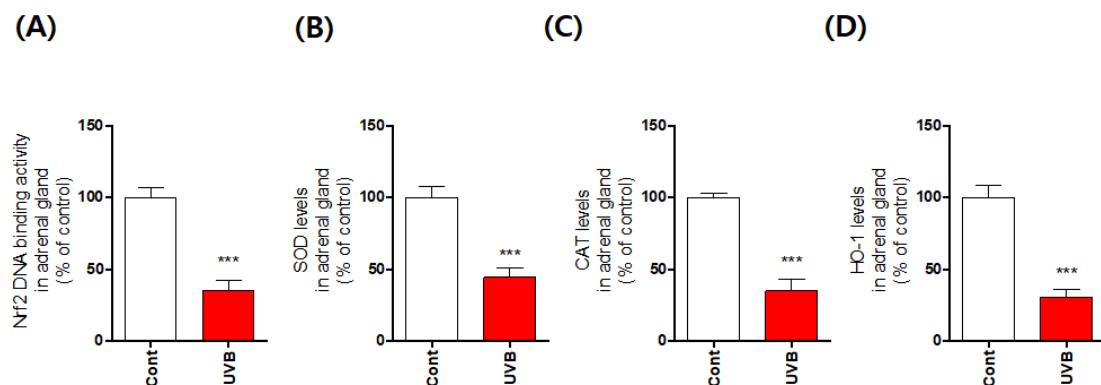 (A)
Nrf2 DNA binding activity
in adrenal gland
(% of control)
150
100
50
0
***
Cont
UVB
(B)
SOD levels
in adrenal gland
(% of control)
150
100
50
0
***
Cont
UVB
(C)
CAT levels
in adrenal gland
(% of control)
150
100
50
0
***
Cont
UVB
(D)
HO-1 levels
in adrenal gland
(% of control)
150
100
50
0
***
Cont
UVB